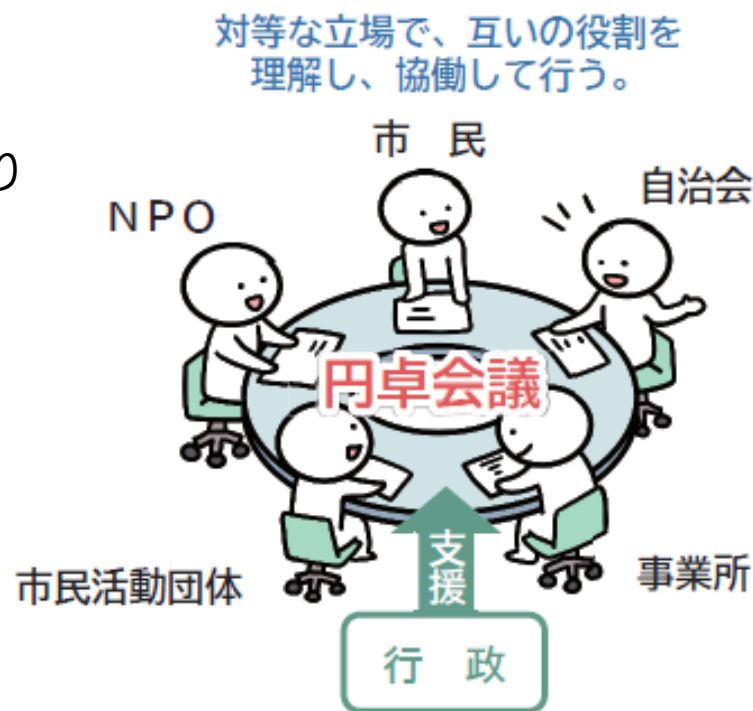 対等な立場で、互いの役割を
理解し、協働して行う。
り
市　民
自治会
NPO
円卓会議
市民活動団体
支援
事業所
行　政